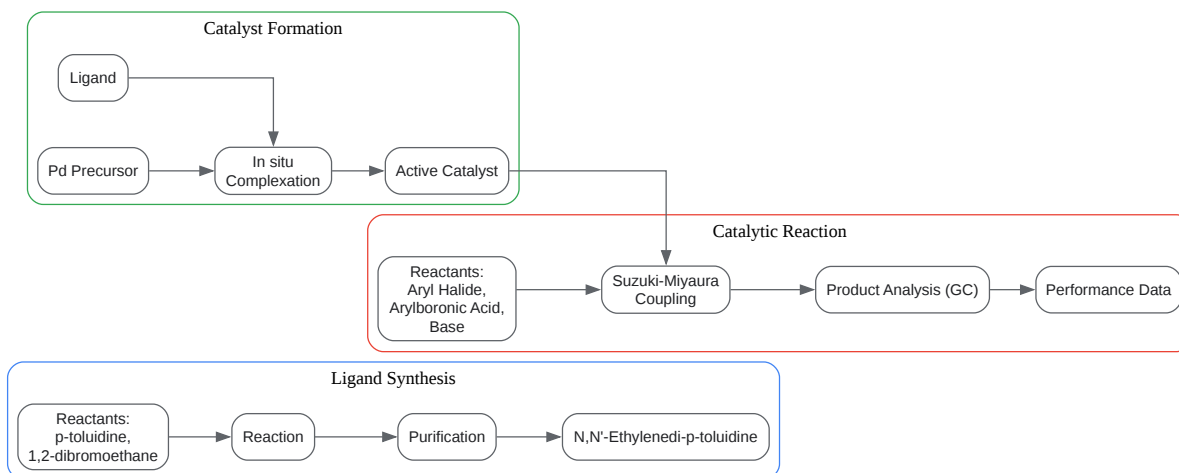 Catalyst Formation
Ligand
Pd Precursor
In situ
Complexation
Active Catalyst
Catalytic Reaction
Reactants:
Aryl Halide,
Arylboronic Acid,
Base
Suzuki-Miyaura
Coupling
Product Analysis (GC)
Performance Data
Ligand Synthesis
Reactants:
p-toluidine,
1,2-dibromoethane
Reaction
Purification
N,N'-Ethylenedi-p-toluidine